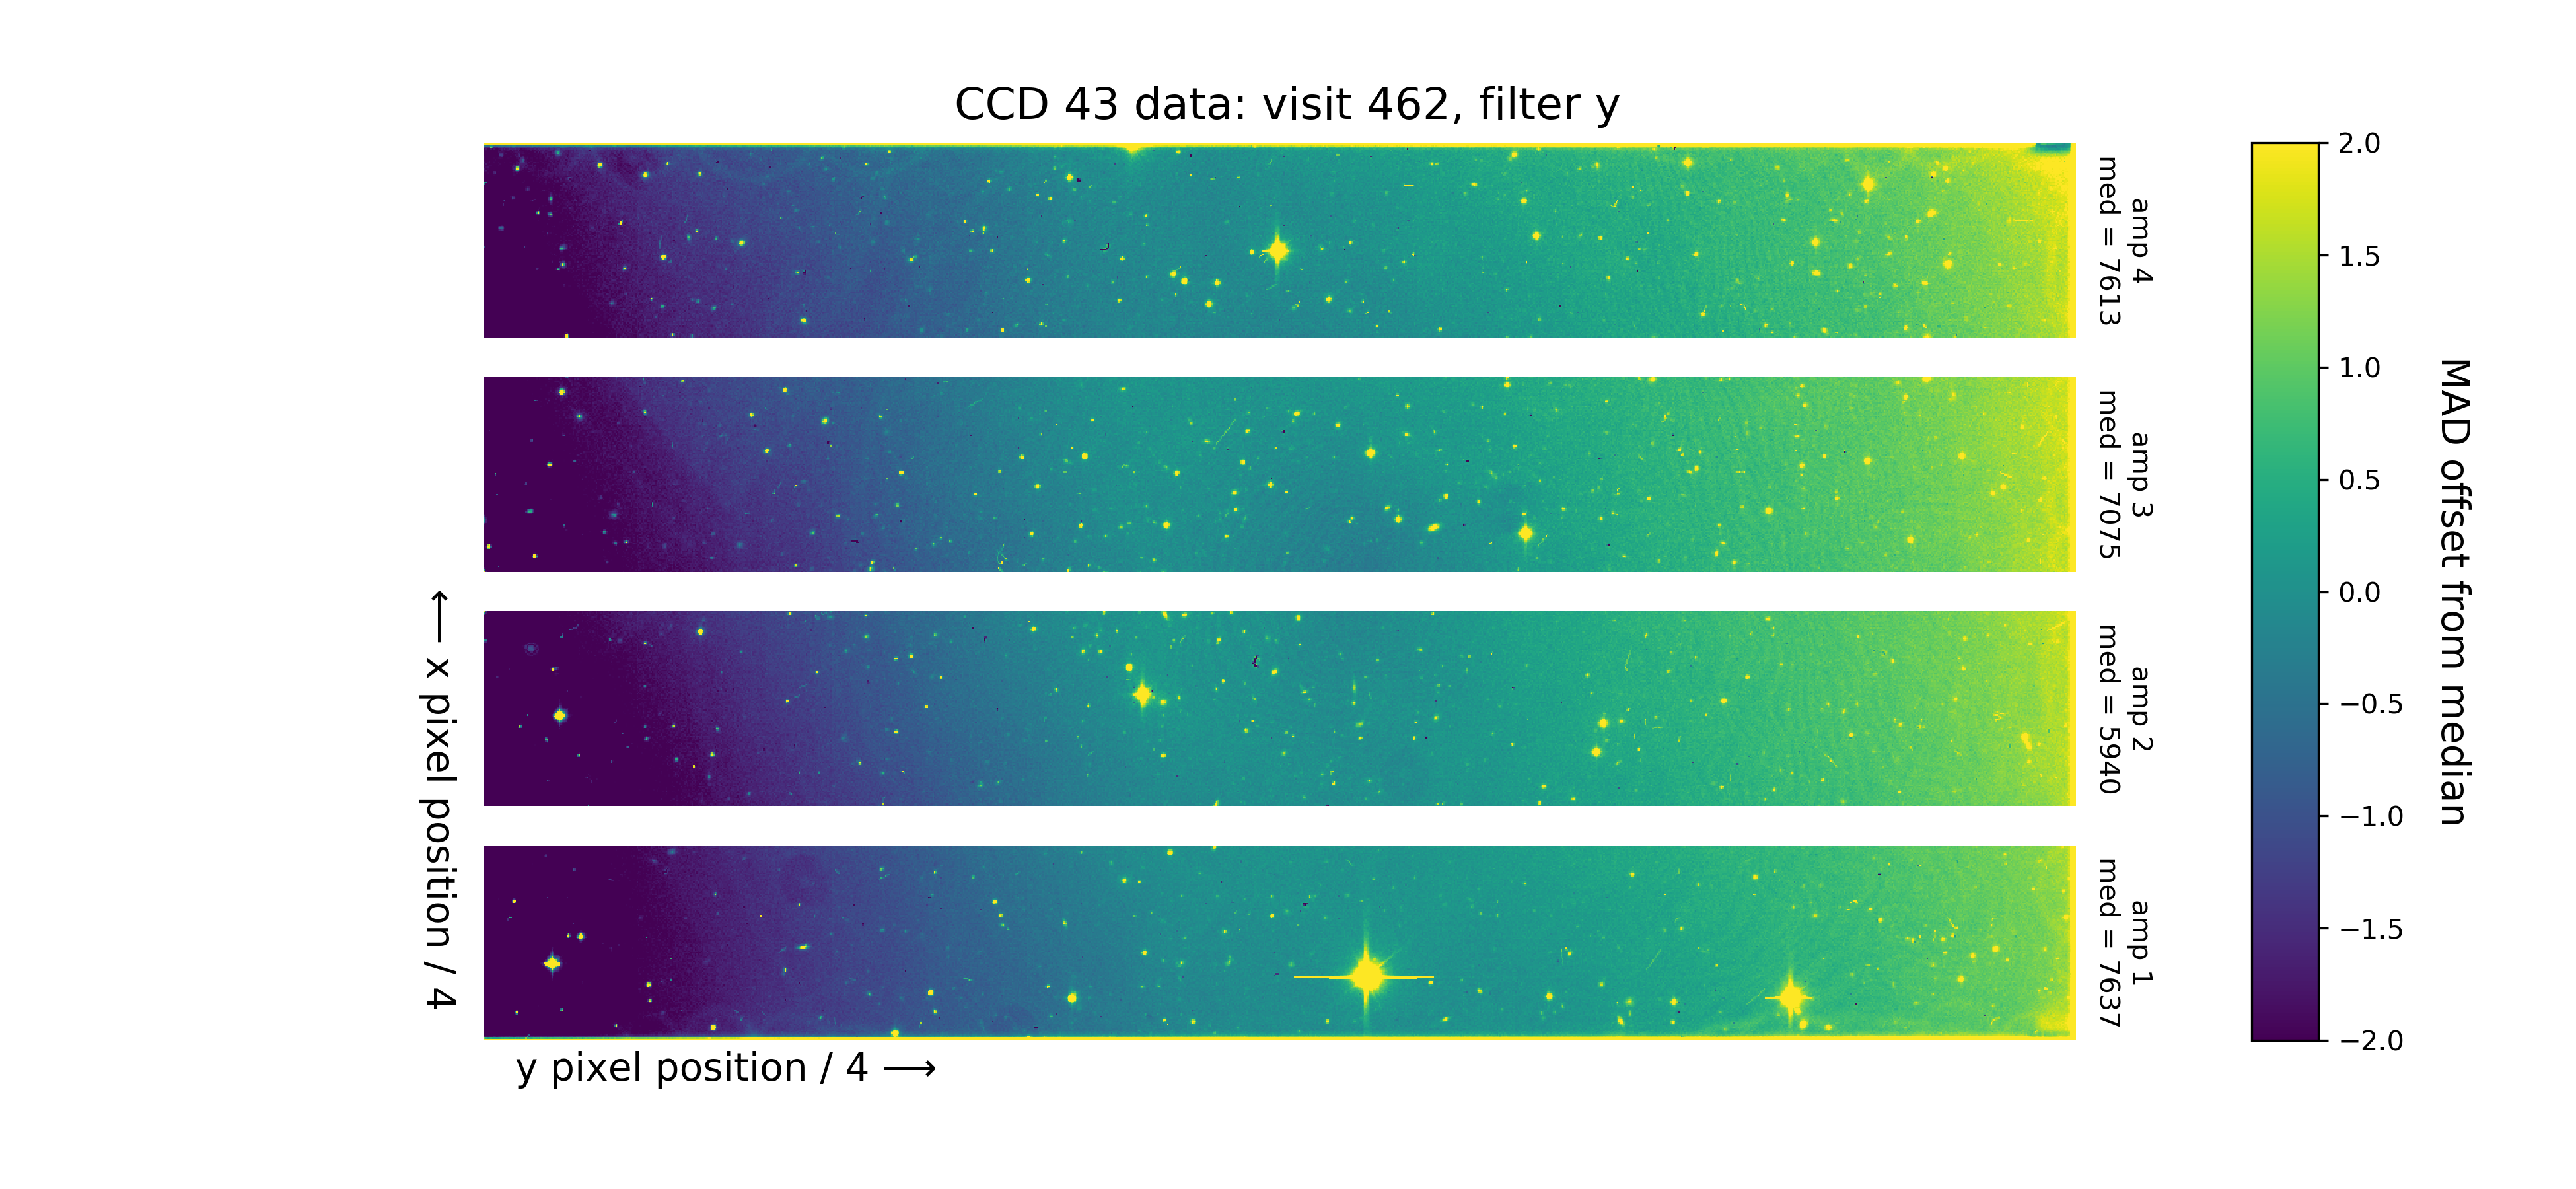 CCD 43 data: visit 462, filter y
amp 4
med = 7613
amp 3
med = 7075
amp 2
med = 5940
amp 1
med = 7637
⟵ x pixel position / 4
y pixel position / 4 ⟶
2.0
1.5
1.0
0.5
0.0
−0.5
−1.0
−1.5
−2.0
MAD offset from median